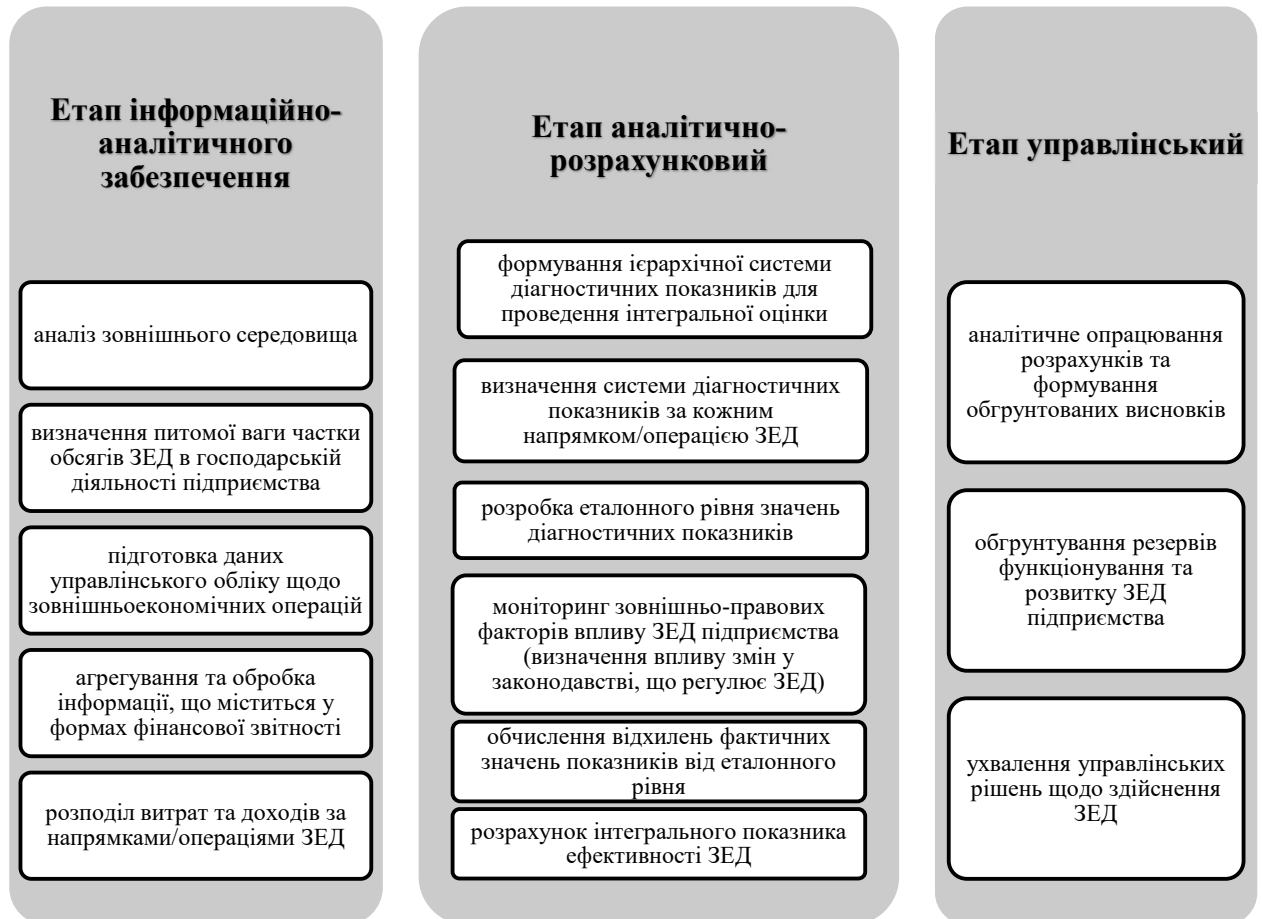 Етап інформаційно-
аналітичного
забезпечення
аналіз зовнішнього середовища
визначення питомої ваги частки
обсягів ЗЕД в господарській
діяльності підприємства
підготовка даних
управлінського обліку щодо
зовнішньоекономічних операцій
агрегування та обробка
інформації, що міститься у
формах фінансової звітності
розподіл витрат та доходів за
напрямками/операціями ЗЕД
Етап аналітично-
розрахунковий
формування ієрархічної системи
діагностичних показників для
проведення інтегральної оцінки
визначення системи діагностичних
показників за кожним
напрямком/операцією ЗЕД
розробка еталонного рівня значень
діагностичних показників
моніторинг зовнішньо-правових
факторів впливу ЗЕД підприємства
(визначення впливу змін у
законодавстві, що регулює ЗЕД)
обчислення відхилень фактичних
значень показників від еталонного
рівня
розрахунок інтегрального показника
ефективності ЗЕД
Етап управлінський
аналітичне опрацювання
розрахунків та
формування
обгрунтованих висновків
обгрунтування резервів
функціонування та
розвитку ЗЕД
підприємства
ухвалення управлінських
рішень щодо здійснення
ЗЕД